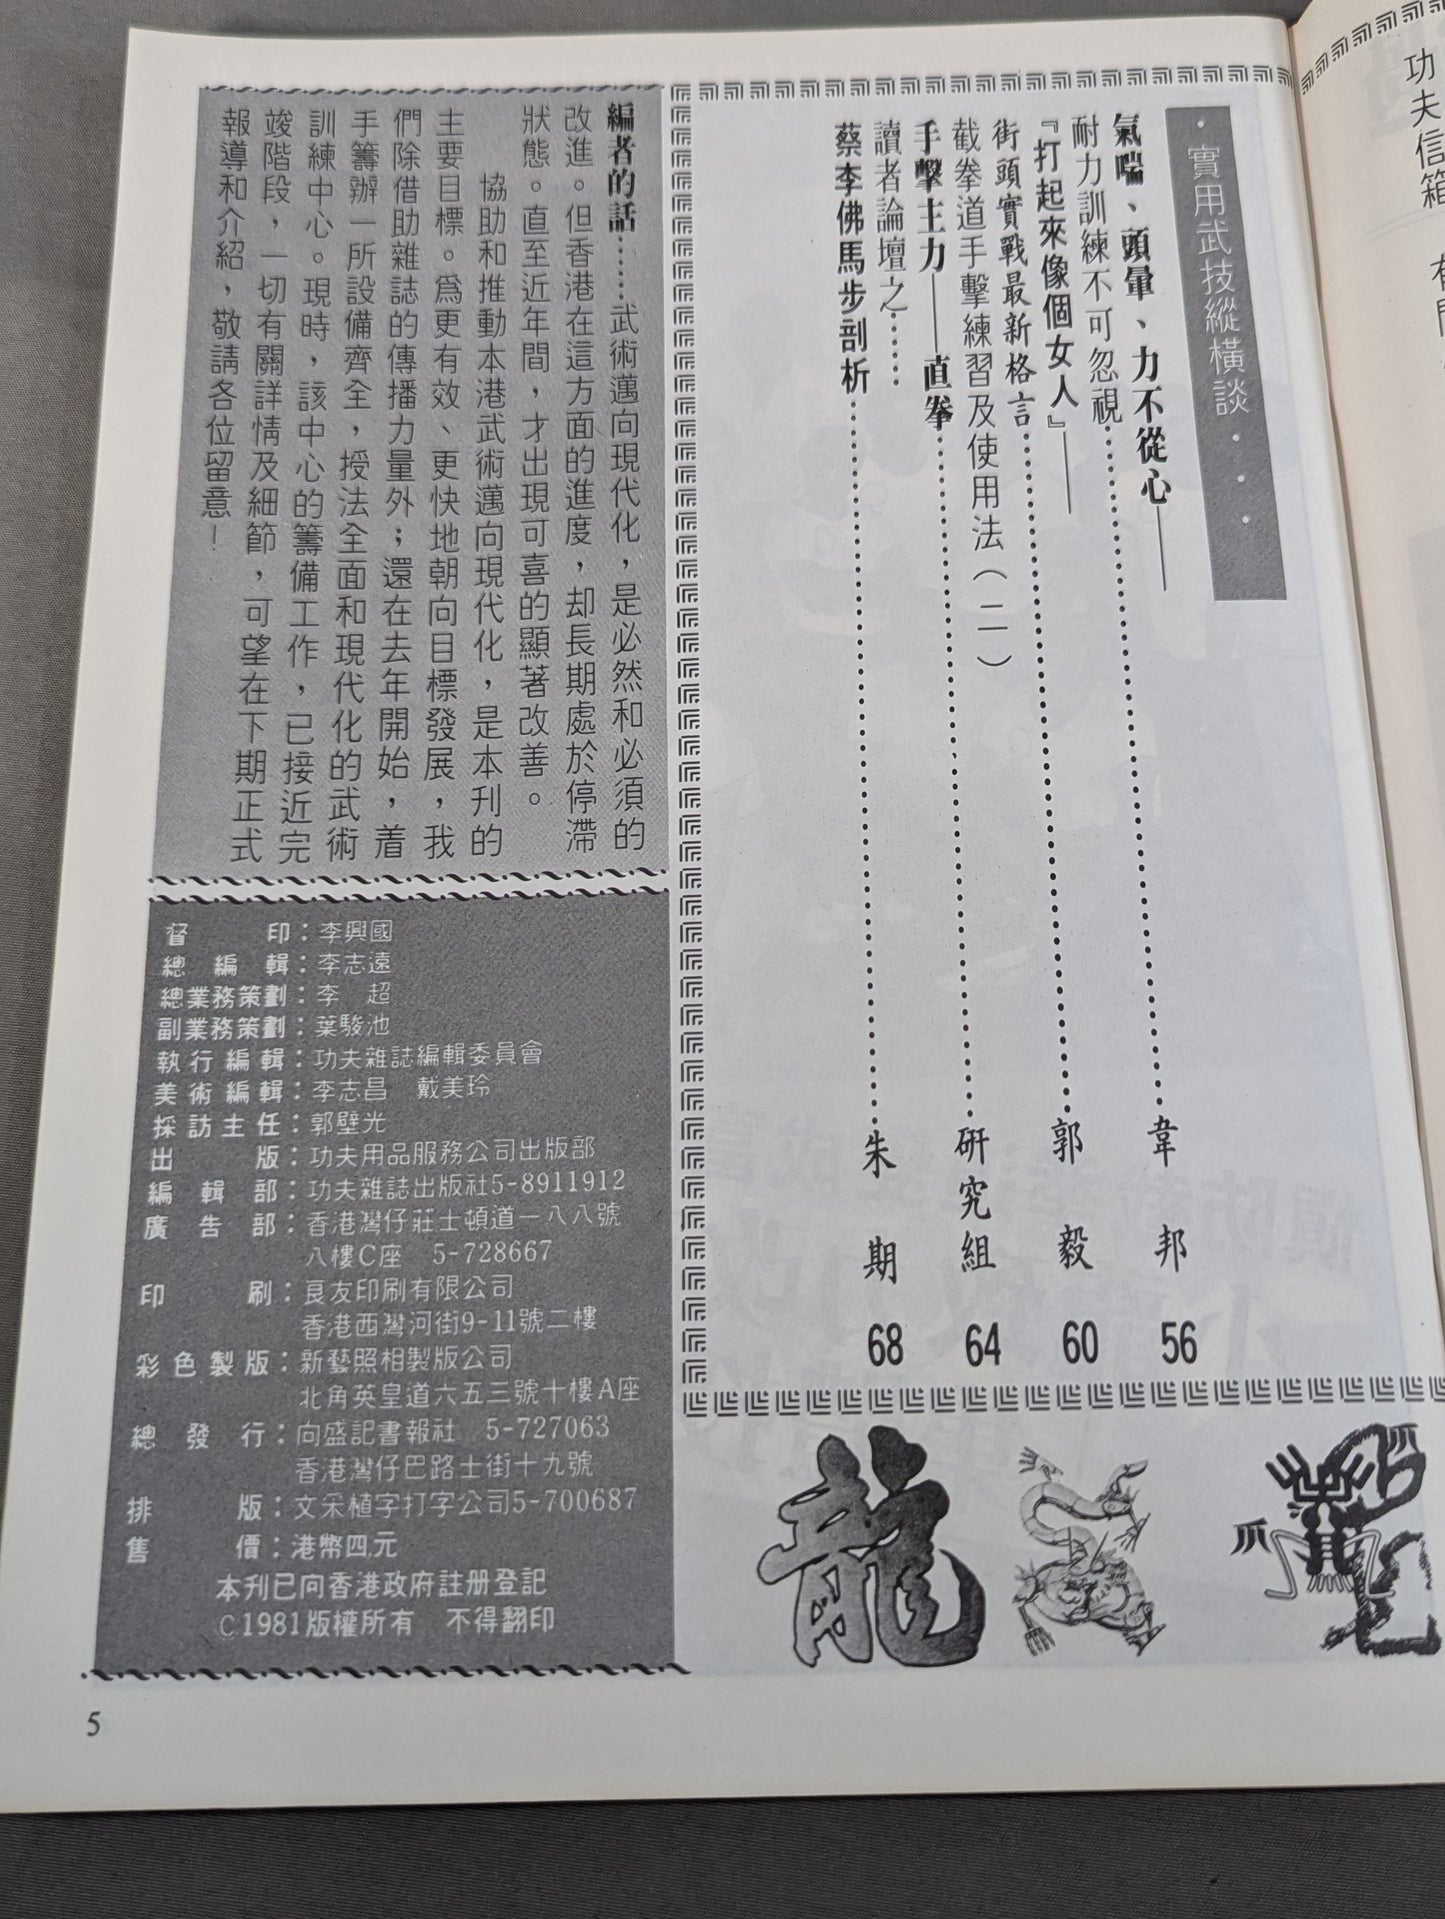 ·實用武技縱橫談····
氣喘、頭暈、力不從心——
耐力訓練不可忽視……韋邦 56
『打起來像個女人』——
街頭實戰最新格言……郭毅 60
截拳道手擊練習及使用法（二）
手擊主力——直拳……研究組 64
讀者論壇之……
蔡李佛馬步剖析……朱期 68
編者的話……武術邁向現代化，是必然和必須的
改進。但香港在這方面的進度，却長期處於停滯
狀態。直至近年間，才出現可喜的顯著改善。
協助和推動本港武術邁向現代化，是本刊的
主要目標。爲更有效、更快地朝向目標發展，我
們除借助雜誌的傳播力量外；還在去年開始，着
手籌辦一所設備齊全，授法全面和現代化的武術
訓練中心。現時，該中心的籌備工作，已接近完
竣階段，一切有關詳情及細節，可望在下期正式
報導和介紹，敬請各位留意！
督印：李興國
總編輯：李志遠
總業務策劃：李　超
副業務策劃：葉駿池
執行編輯：功夫雜誌編輯委員會
美術編輯：李志昌　戴美玲
採訪主任：郭壁光
出版：功夫用品服務公司出版部
編輯部：功夫雜誌出版社5-8911912
廣告部：香港灣仔莊士頓道一八八號
八樓C座　5-728667
印刷：良友印刷有限公司
香港西灣河街9-11號二樓
彩色製版：新藝照相製版公司
北角英皇道六五三號十樓A座
總發行：向盛記書報社　5-727063
香港灣仔巴路士街十九號
排版：文采植字打字公司5-700687
售價：港幣四元
本刊已向香港政府註册登記
©1981版權所有　不得翻印
龍
爪
5
功夫信箱